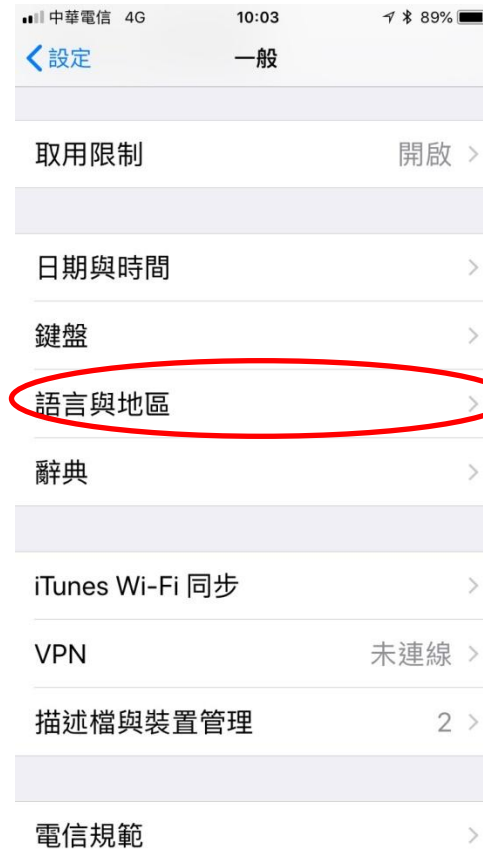 中華電信 4G 10:03 89%
設定 一般
取用限制 開啟
日期與時間
鍵盤
語言與地區
辭典
iTunes Wi-Fi 同步
VPN 未連線
描述檔與裝置管理 2
電信規範